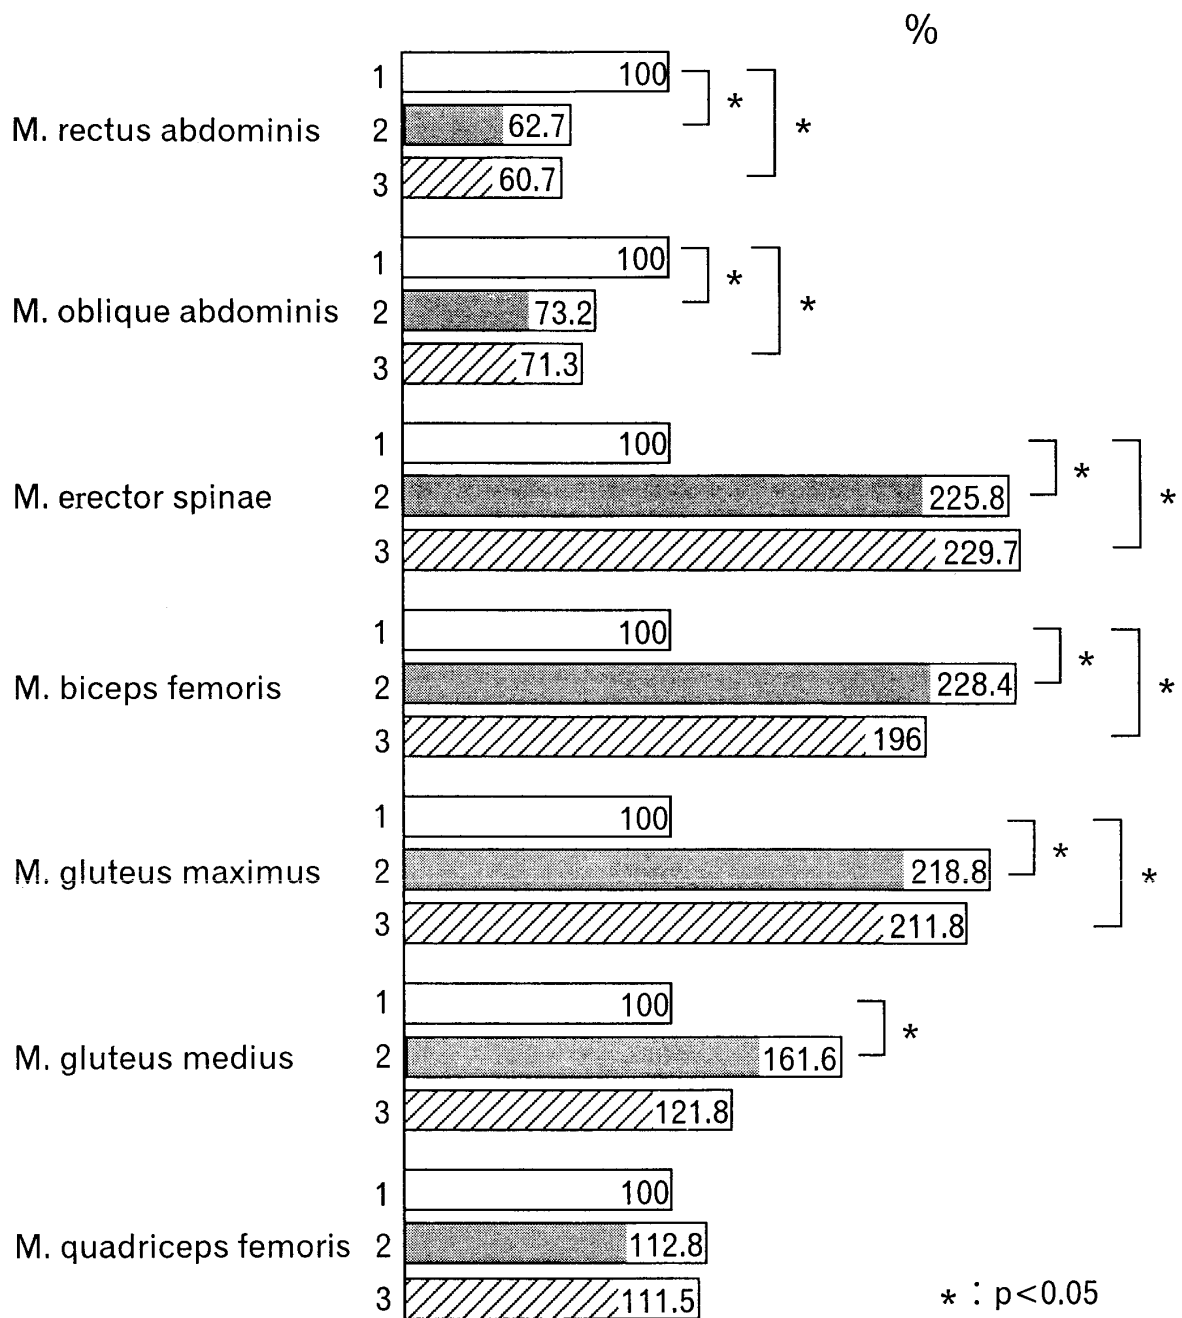 %
1 100
* *
M. rectus abdominis 2 62.7
3 60.7
1 100
* *
M. oblique abdominis 2 73.2
3 71.3
1 100
* *
M. erector spinae 2 225.8
3 229.7
1 100
* *
M. biceps femoris 2 228.4
3 196
1 100
* *
M. gluteus maximus 2 218.8
3 211.8
1 100
*
M. gluteus medius 2 161.6
3 121.8
1 100
M. quadriceps femoris 2 112.8
3 111.5
* : p<0.05